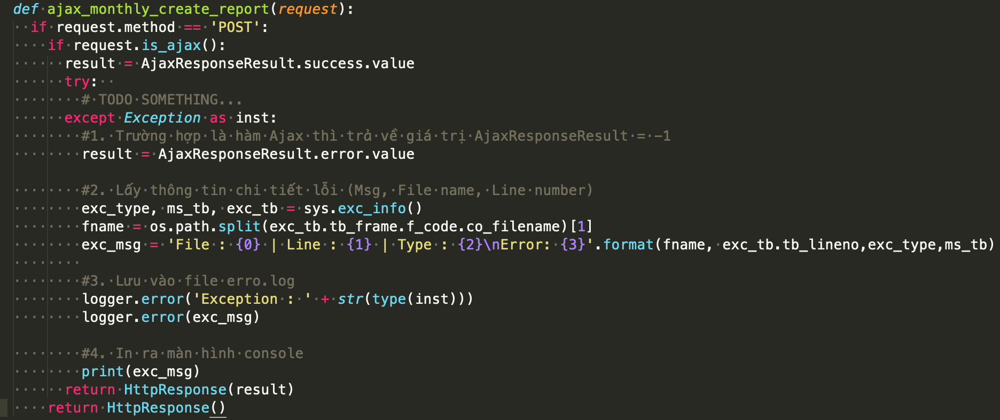 def ajax_monthly_create_report(request):
  if request.method == 'POST':
    if request.is_ajax():
      result = AjaxResponseResult.success.value
      try:
        # TODO SOMETHING...
      except Exception as inst:
        #1. Trường hợp là hàm Ajax thì trả về giá trị AjaxResponseResult = -1
        result = AjaxResponseResult.error.value
        #2. Lấy thông tin chi tiết lỗi (Msg, File name, Line number)
        exc_type, ms_tb, exc_tb = sys.exc_info()
        fname = os.path.split(exc_tb.tb_frame.f_code.co_filename)[1]
        exc_msg = 'File : {0} | Line : {1} | Type : {2}\nError: {3}'.format(fname, exc_tb.tb_lineno,exc_type,ms_tb)
        #3. Lưu vào file erro.log
        logger.error('Exception : ' + str(type(inst)))
        logger.error(exc_msg)
        #4. In ra màn hình console
        print(exc_msg)
      return HttpResponse(result)
    return HttpResponse()